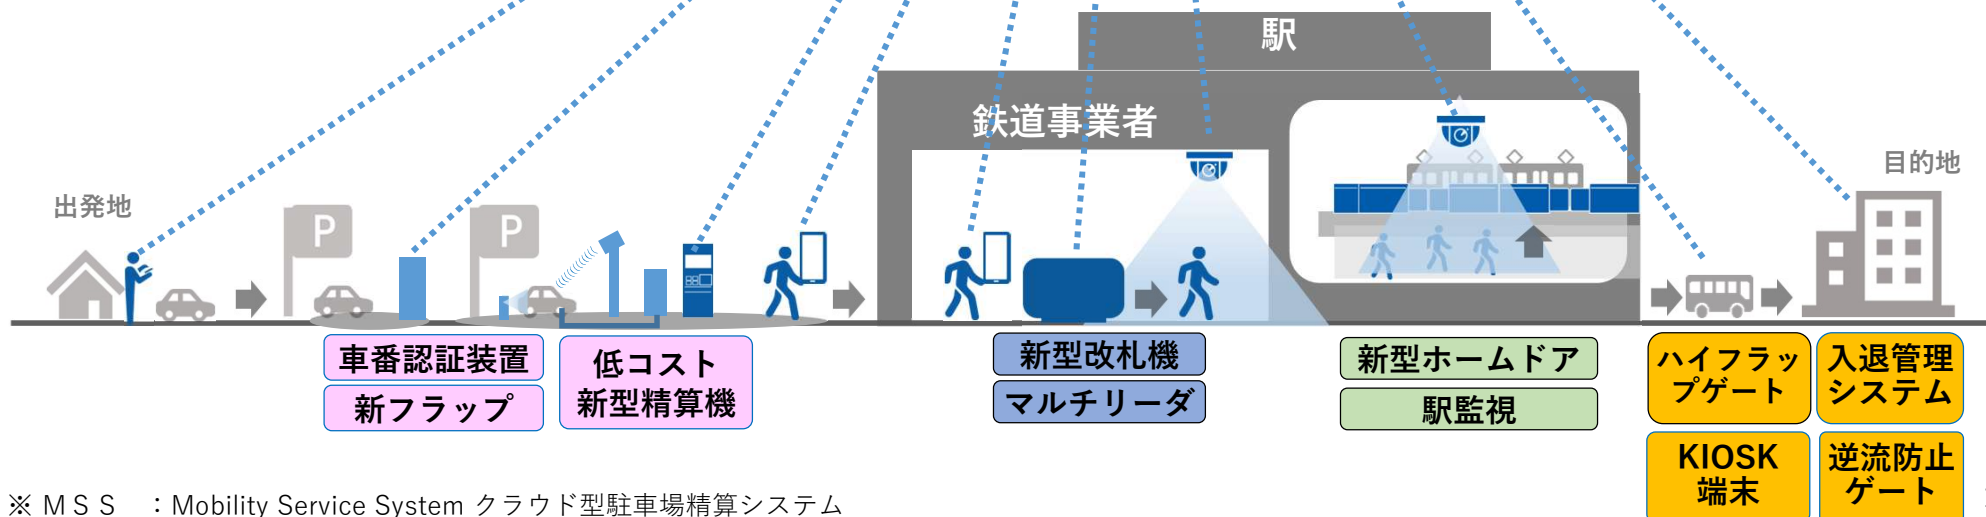 駅
鉄道事業者
目的地
出発地
P
P
車番認証装置
新フラップ
低コスト
新型精算機
新型改札機
マルチリーダ
新型ホームドア
駅監視
ハイフラッ
プゲート
入退管理
システム
KIOSK
端末
逆流防止
ゲート
※ ＭＳＳ　：Mobility Service System クラウド型駐車場精算システム